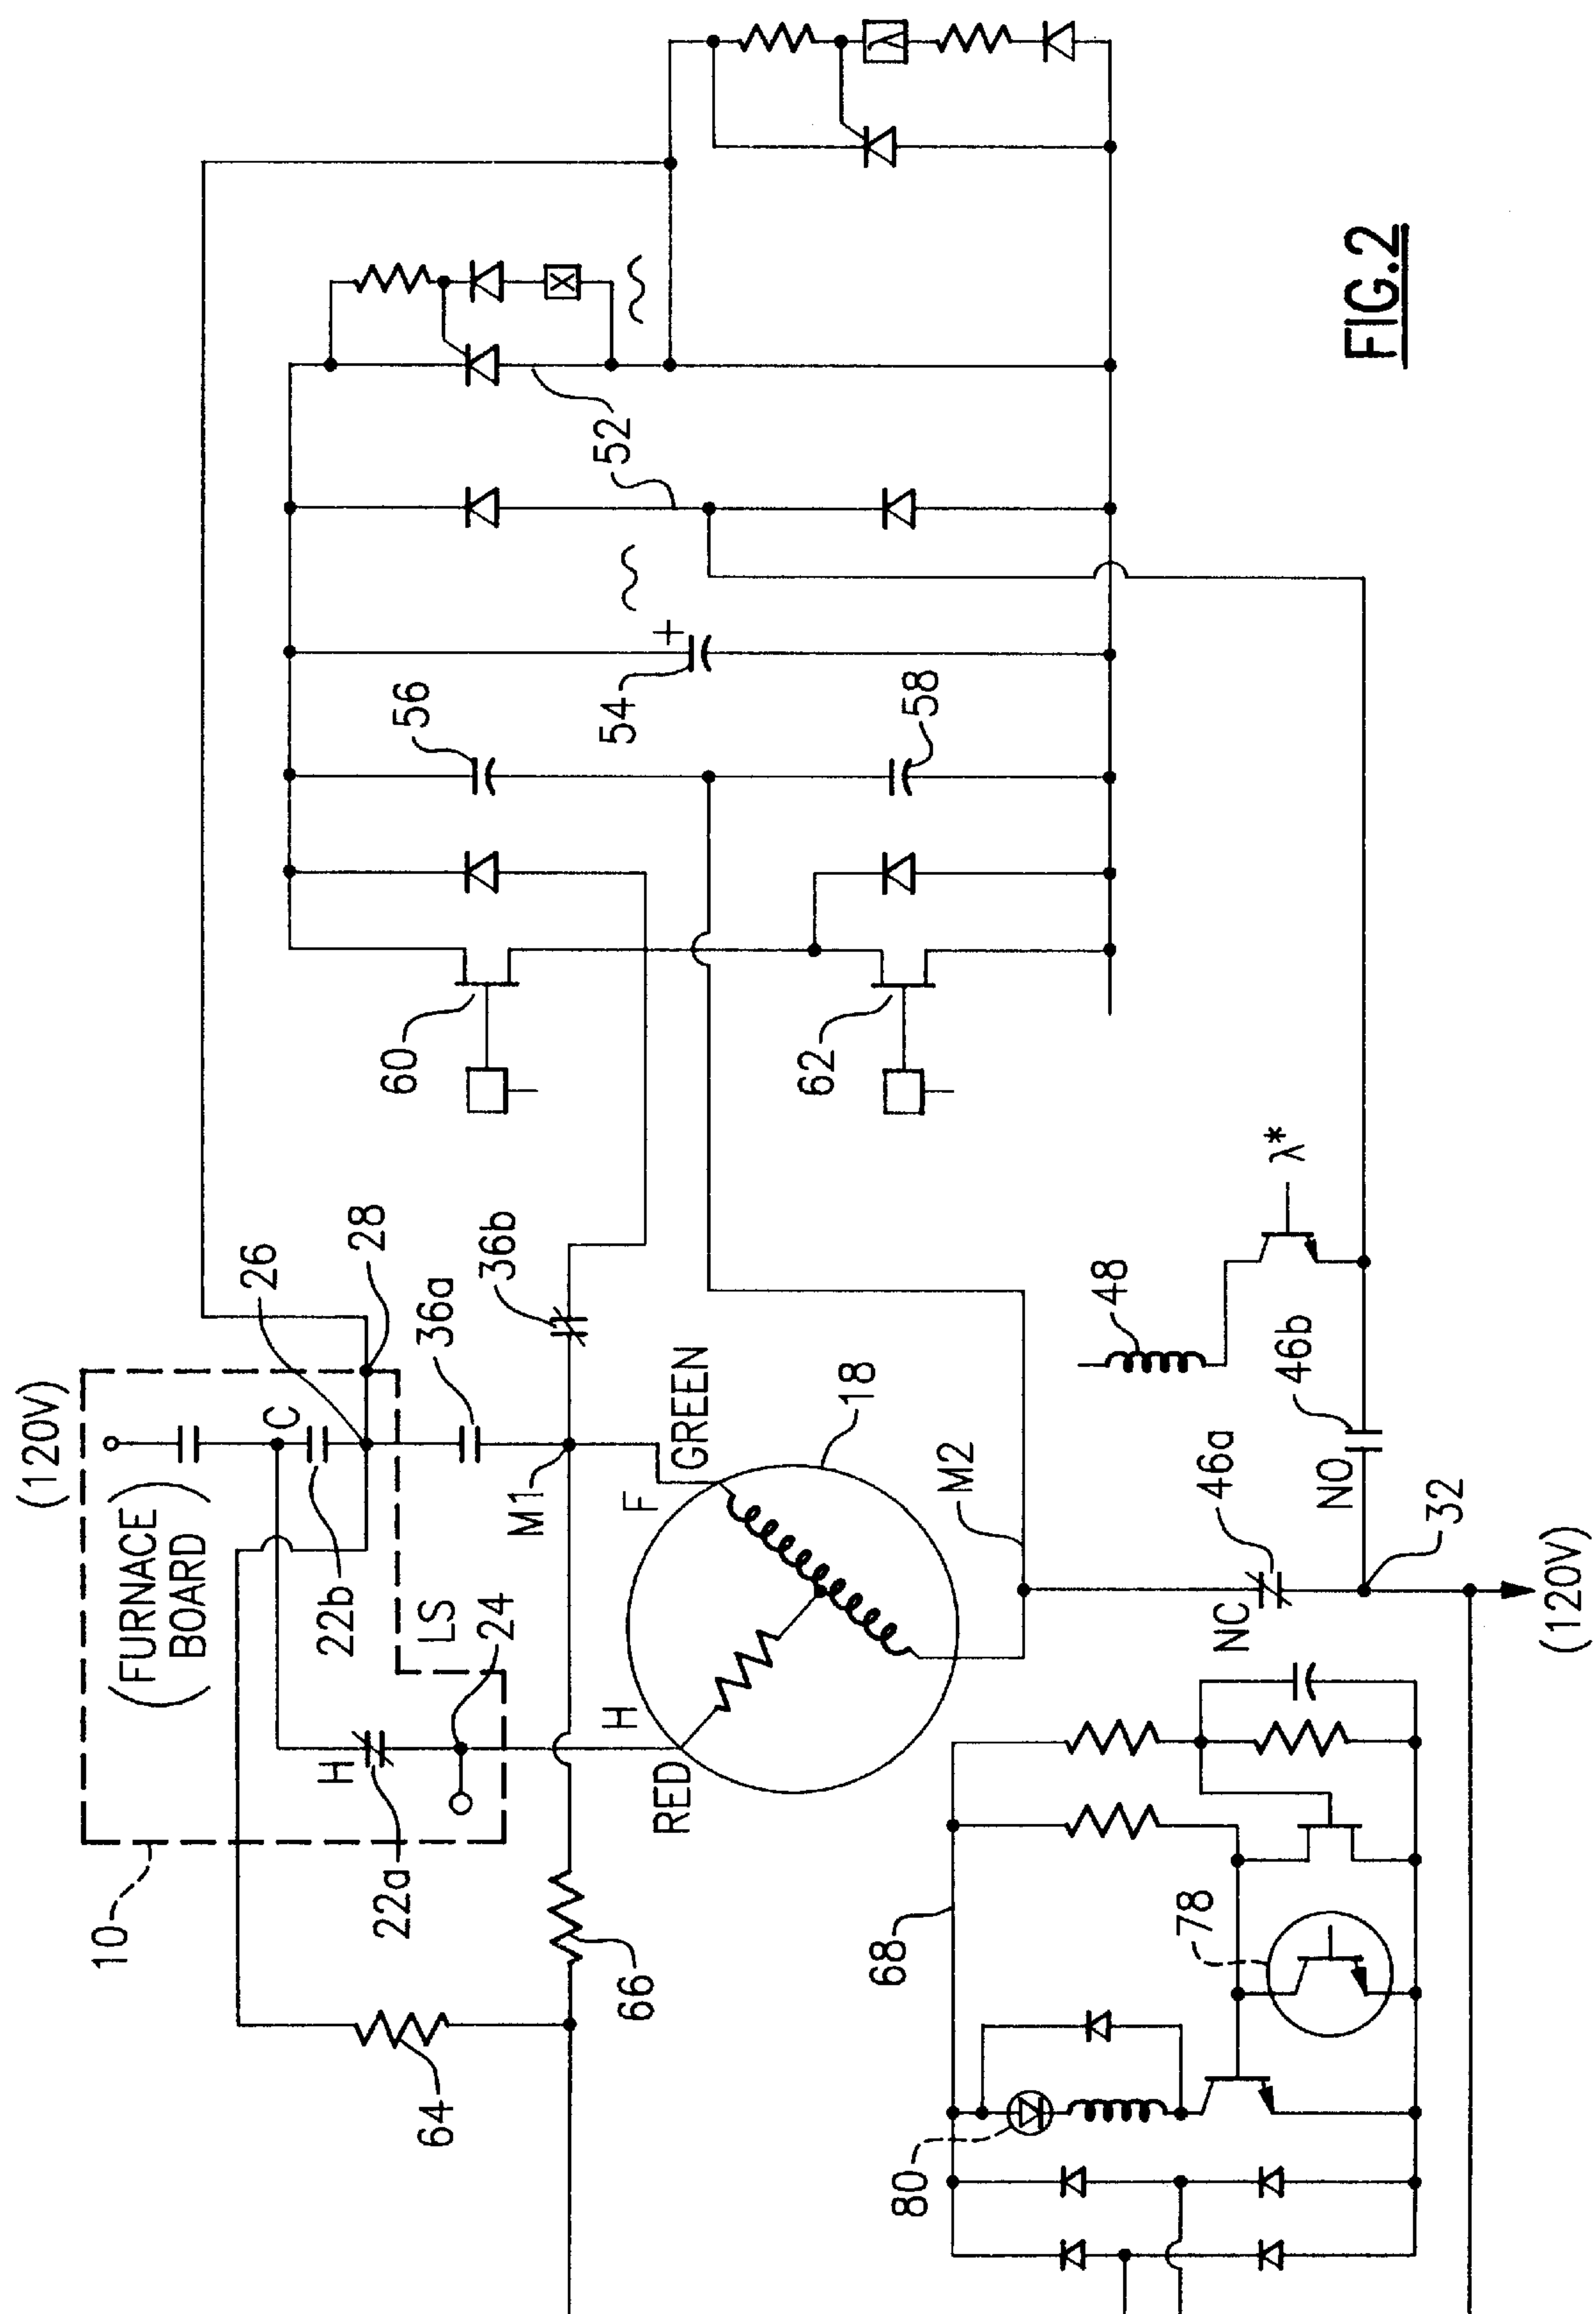 FIG.2
(120V)
(FURNACE
BOARD)
10
C
26
28
22b
H
22a
LS
24
36a
36b
M1
GREEN
F
H
RED
18
M2
64
66
52
54
+
56
58
60
62
48
λ*
46b
NO
46a
NC
32
(120V)
68
78
80